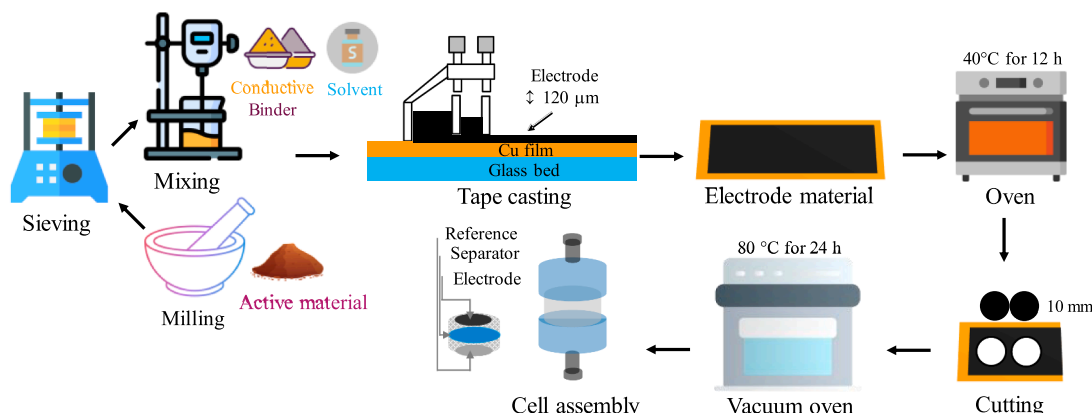 Conductive
Binder
Solvent
S
Mixing
Sieving
Milling
Active material
Electrode
↕ 120 µm
Cu film
Glass bed
Tape casting
Electrode material
40°C for 12 h
Oven
10 mm
Cutting
80 °C for 24 h
Vacuum oven
Reference
Separator
Electrode
Cell assembly